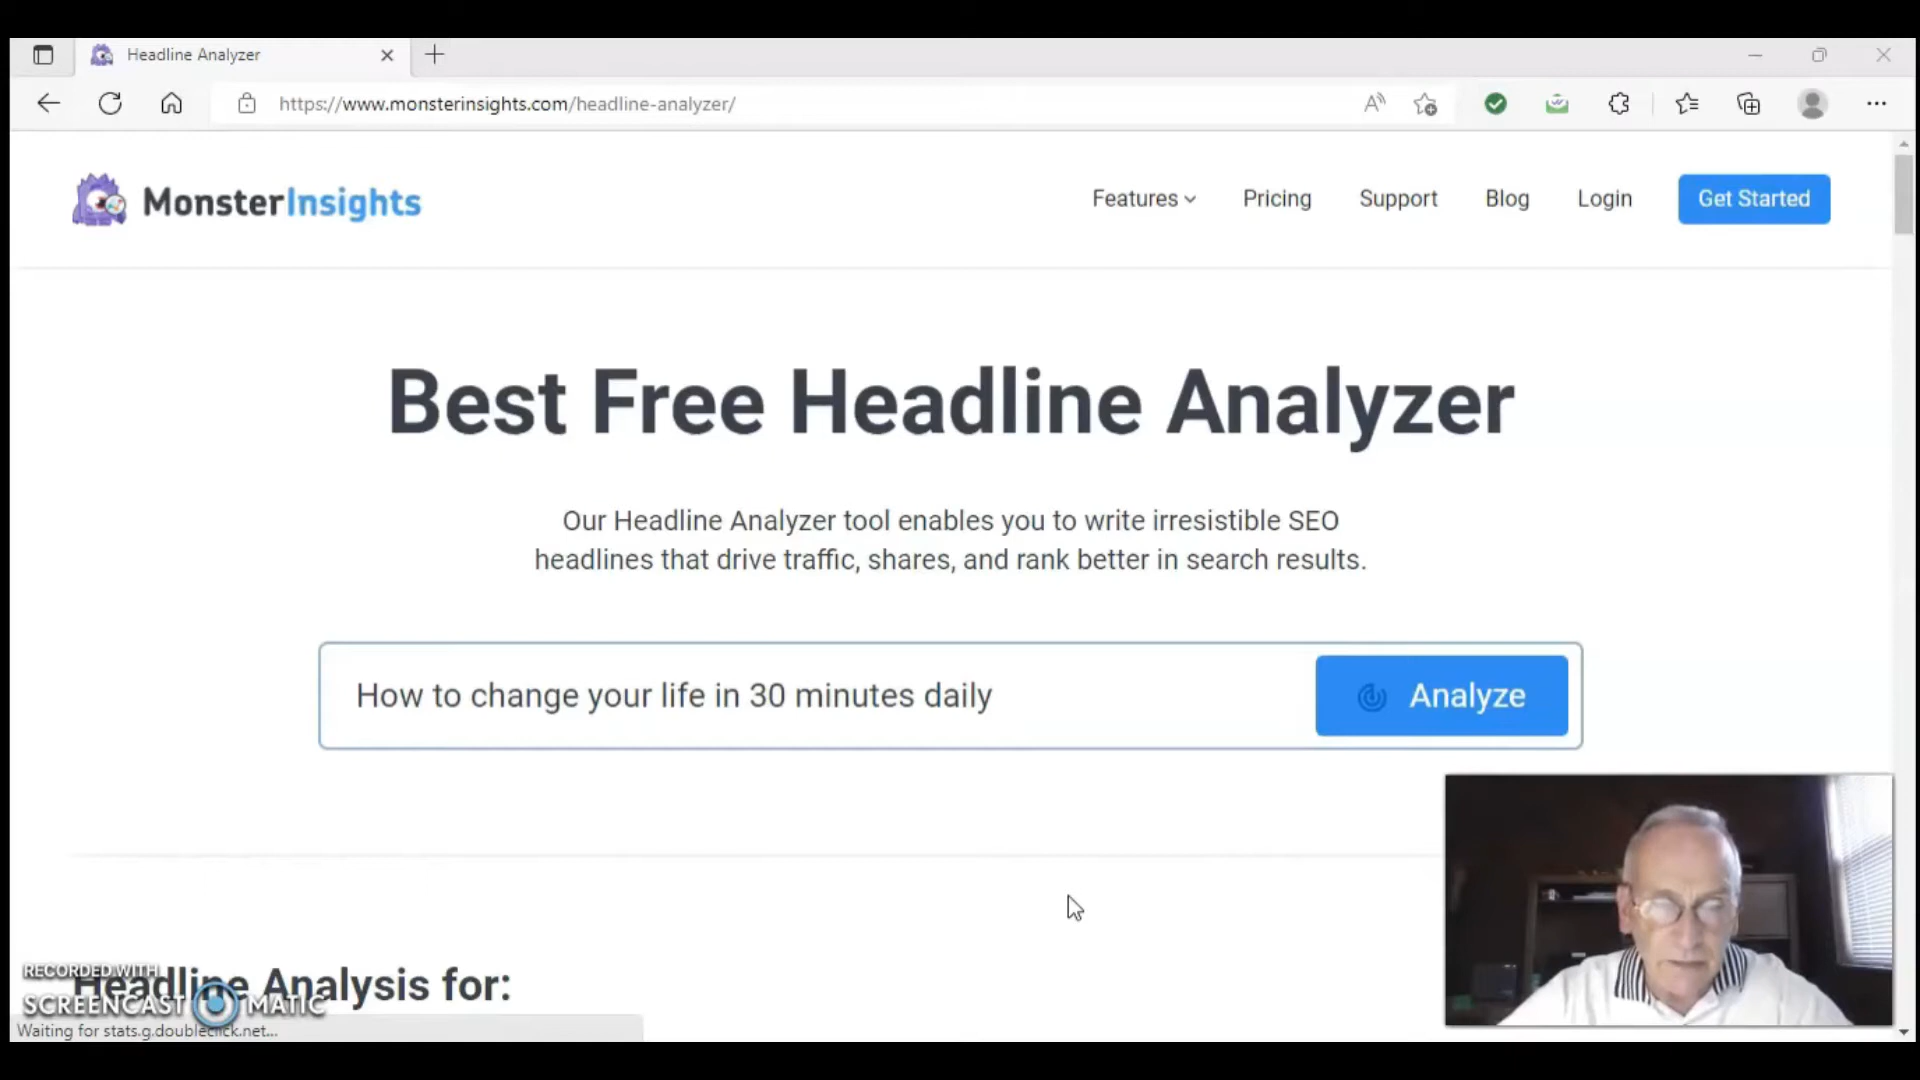 Headline Analyzer
https://www.monsterinsights.com/headline-analyzer/
MonsterInsights
Features
Pricing
Support
Blog
Login
Get Started
Best Free Headline Analyzer
Our Headline Analyzer tool enables you to write irresistible SEO
headlines that drive traffic, shares, and rank better in search results.
How to change your life in 30 minutes daily
Analyze
Headline Analysis for:
RECORDED WITH
SCREENCAST MATIC
Waiting for stats.g.doubleclick.net...